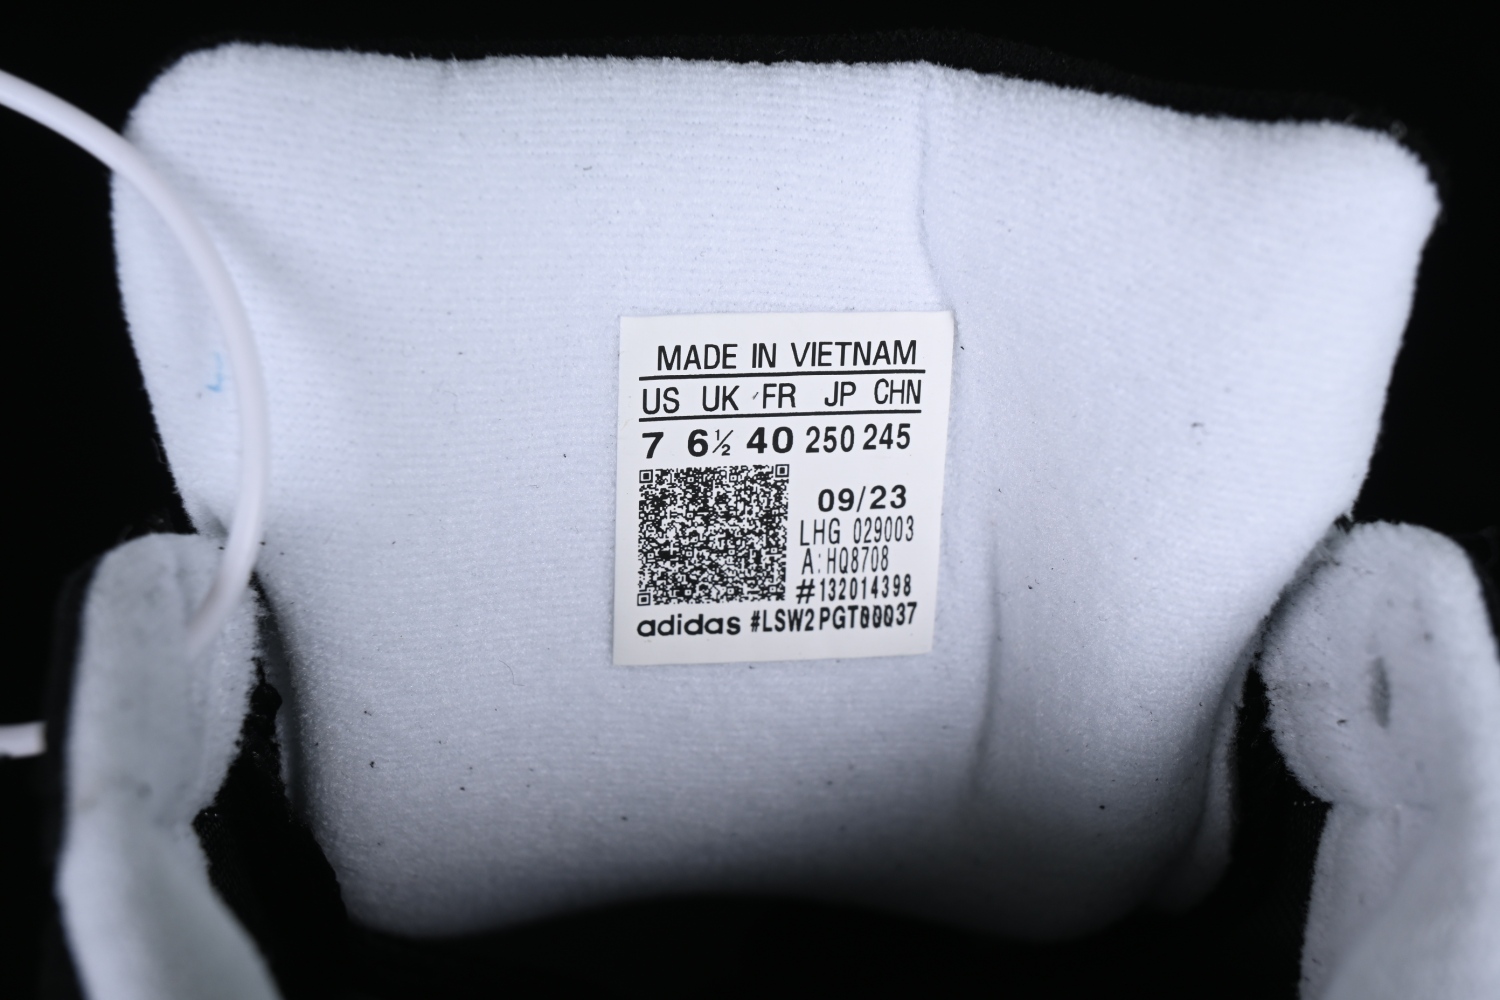 MADE IN VIETNAM
US UK FR JP CHN
7 6½ 40 250 245
09/23
LHG 029003
A:HQ8708
#132014398
adidas #LSW2PGT00037